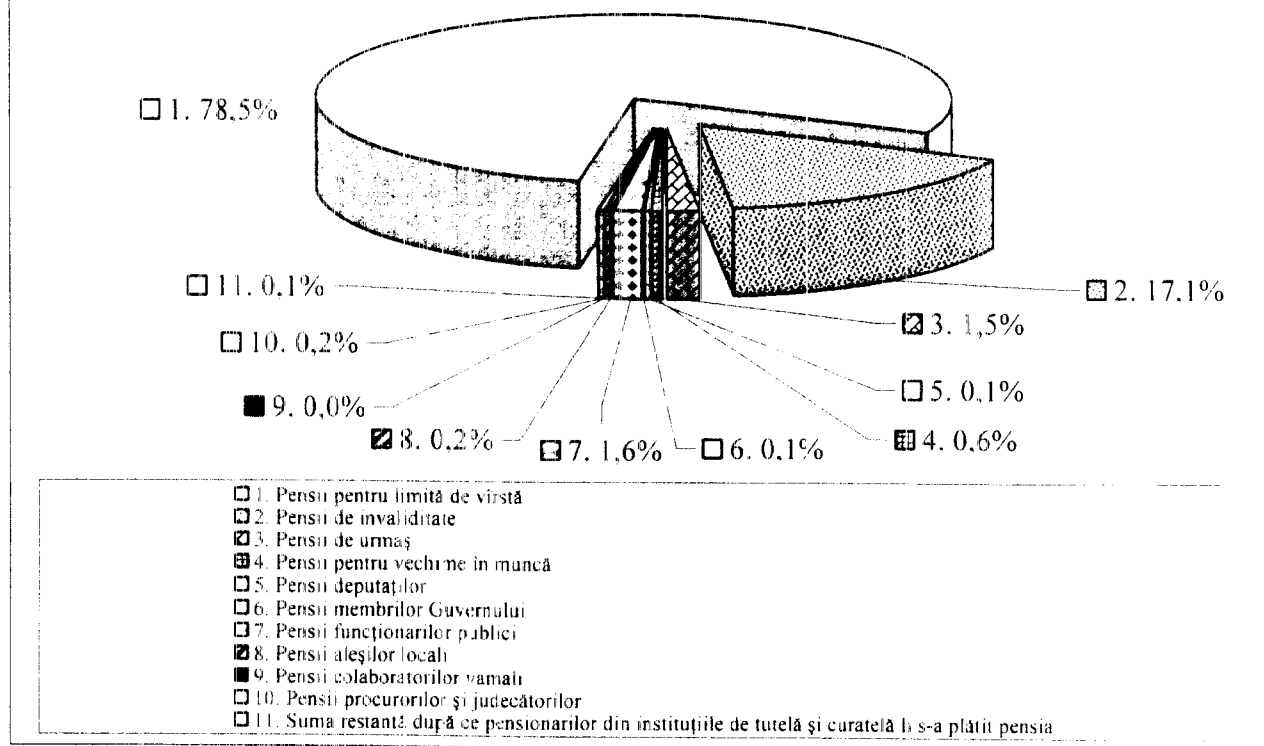 1. 78,5%
11. 0,1%
2. 17,1%
3. 1,5%
10. 0,2%
5. 0,1%
9. 0,0%
8. 0,2%
7. 1,6%
6. 0,1%
4. 0,6%
1. Pensii pentru limită de vîrstă
2. Pensii de invaliditate
3. Pensii de urmaş
4. Pensii pentru vechime în muncă
5. Pensii deputaţilor
6. Pensii membrilor Guvernului
7. Pensii funcţionarilor publici
8. Pensii aleşilor locali
9. Pensii colaboratorilor vamali
10. Pensii procurorilor şi judecătorilor
11. Suma restantă după ce pensionarilor din instituţiile de tutelă şi curatelă li s-a plătit pensia